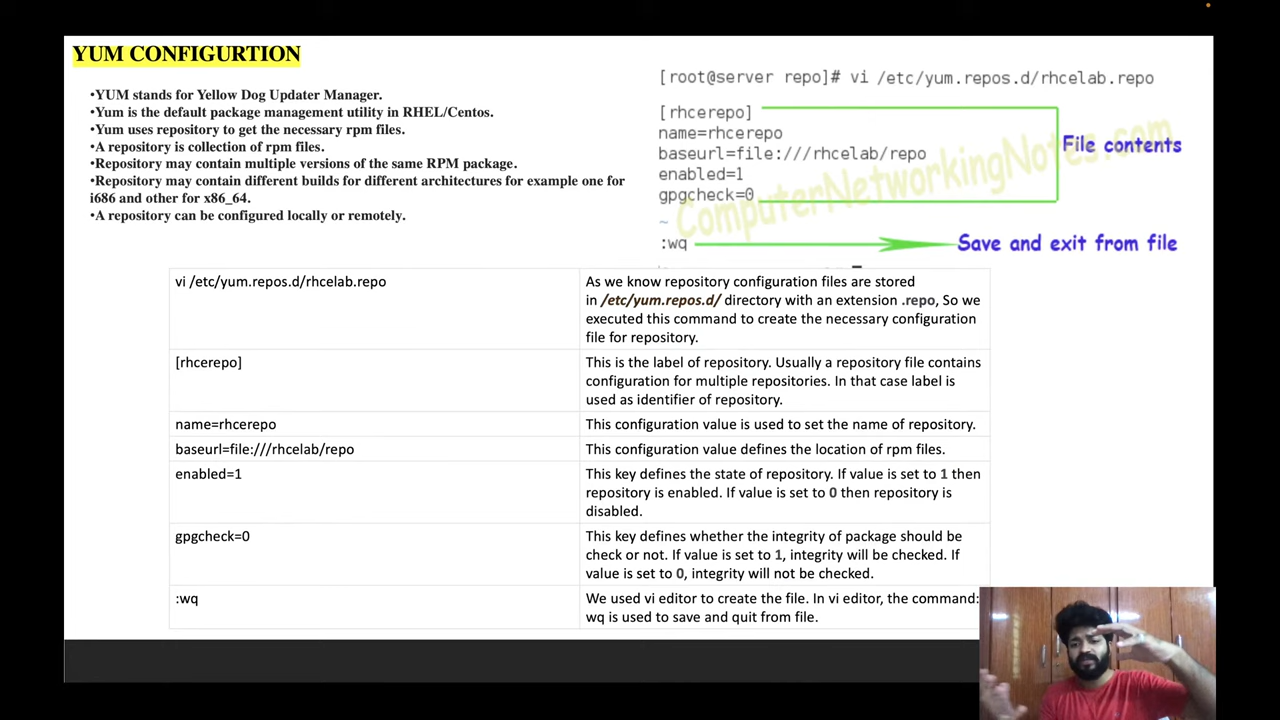 YUM CONFIGURTION
•YUM stands for Yellow Dog Updater Manager.
•Yum is the default package management utility in RHEL/Centos.
•Yum uses repository to get the necessary rpm files.
•A repository is collection of rpm files.
•Repository may contain multiple versions of the same RPM package.
•Repository may contain different builds for different architectures for example one for
i686 and other for x86_64.
•A repository can be configured locally or remotely.
[root@server repo]# vi /etc/yum.repos.d/rhcelab.repo
[rhcerepo]
name=rhcerepo
baseurl=file:///rhcelab/repo
enabled=1
gpgcheck=0
~
:wq
File contents
Save and exit from file
ComputerNetworkingNotes.com
vi /etc/yum.repos.d/rhcelab.repo
As we know repository configuration files are stored
in /etc/yum.repos.d/ directory with an extension .repo, So we
executed this command to create the necessary configuration
file for repository.
[rhcerepo]
This is the label of repository. Usually a repository file contains
configuration for multiple repositories. In that case label is
used as identifier of repository.
name=rhcerepo
This configuration value is used to set the name of repository.
baseurl=file:///rhcelab/repo
This configuration value defines the location of rpm files.
enabled=1
This key defines the state of repository. If value is set to 1 then
repository is enabled. If value is set to 0 then repository is
disabled.
gpgcheck=0
This key defines whether the integrity of package should be
check or not. If value is set to 1, integrity will be checked. If
value is set to 0, integrity will not be checked.
:wq
We used vi editor to create the file. In vi editor, the command:
wq is used to save and quit from file.